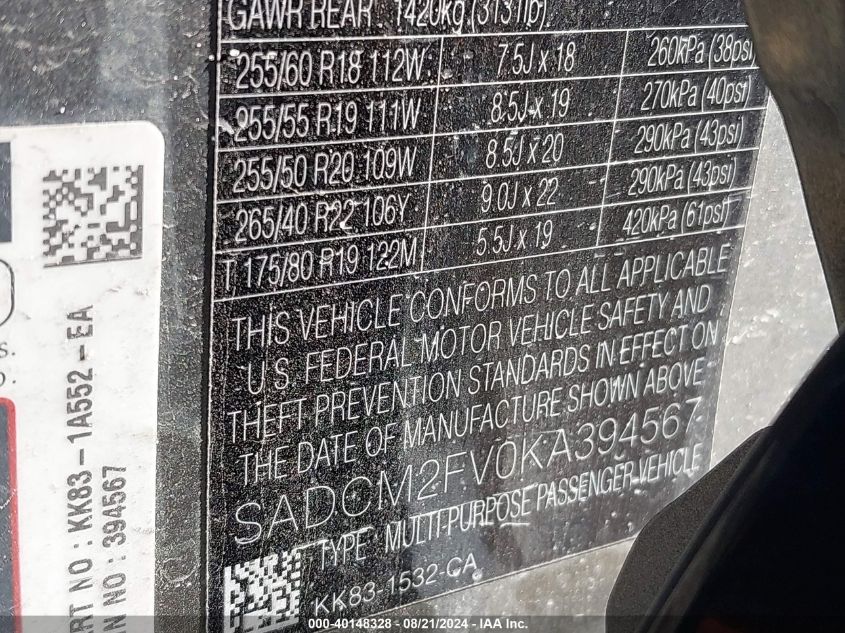 GAWR REAR : 1420kg (3131lb)
255/60 R18 112W 7.5J x 18 260kPa (38psi)
255/55 R19 111W 8.5J x 19 270kPa (40psi)
255/50 R20 109W 8.5J x 20 290kPa (43psi)
265/40 R22 106Y 9.0J x 22 290kPa (43psi)
T 175/80 R19 122M 5.5J x 19 420kPa (61psi)
THIS VEHICLE CONFORMS TO ALL APPLICABLE
U.S. FEDERAL MOTOR VEHICLE SAFETY AND
THEFT PREVENTION STANDARDS IN EFFECT ON
THE DATE OF MANUFACTURE SHOWN ABOVE
SADCM2FV0KA394567
TYPE : MULTI-PURPOSE PASSENGER-VEHICLE
KK83-1532-CA
ART NO : KK83-1A552-EA
IN NO : 394567
000-40148328 - 08/21/2024 - IAA Inc.